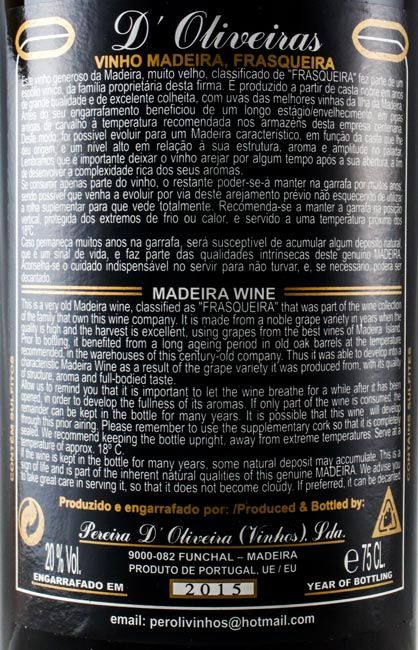 D' Oliveiras
VINHO MADEIRA, FRASQUEIRA
Este vinho generoso da Madeira, muito velho, classificado de "FRASQUEIRA" fez parte de um
espólio vinico, da família proprietária desta firma. E produzido a partir de casta nobre em anos
de grande qualidade e de excelente colheita, com uvas das melhores vinhas da Ilha da Madeira.
Antes do seu engarrafamento beneficiou de um longo estágio/envelhecimento, em pipas
antigas de carvalho à temperatura recomendada nos armazéns desta empresa centenária.
Deste modo, foi possível evoluir para um Madeira característico, em função da casta que lhe
deu origem, e um nível alto em relação à sua estrutura, aroma e amplitude no paladar.
Lembramos que é importante deixar o vinho arejar por algum tempo após a sua abertura, a fim
de desenvolver a complexidade rica dos seus aromas.
Se consumir apenas parte do vinho, o restante poder-se-á manter na garrafa por muitos anos,
sendo possível que venha a evoluir por via deste arejamento prévio não esquecendo de utilizar
a rolha suplementar para que vede totalmente. Recomenda-se a manter a garrafa na posição
vertical, protegida dos extremos de frio ou calor, e servido a uma temperatura próximo dos
18ºC.
Caso permaneça muitos anos na garrafa, será susceptivel de acumular algum deposito natural,
que é um sinal de vida, e faz parte das qualidades intrínsecas deste genuíno MADEIRA.
Aconselha-se o cuidado indispensável no servir para não turvar, e, se necessário, podera ser
decantado.
MADEIRA WINE
This is a very old Madeira wine, classified as "FRASQUEIRA" that was part of the wine collection
of the family that own this wine company. It is made from a noble grape variety in years when the
quality is high and the harvest is excellent, using grapes from the best vines of Madeira Island.
Prior to bottling, it benefited from a long ageing period in old oak barrels at the temperature
recommended, in the warehouses of this century-old company. Thus it was able to develop into a
characteristic Madeira Wine as a result of the grape variety it was produced from, with its quality
of structure, aroma and full-bodied taste.
Allow us to remind you that it is important to let the wine breathe for a while after it has been
opened, in order to develop the fullness of its aromas. If only part of the wine is consumed, the
remainder can be kept in the bottle for many years. It is possible that this wine will develop
through this prior airing. Please remember to use the supplementary cork so that it is completely
sealed. We recommend keeping the bottle upright, away from extreme temperatures. Serve at a
temperature of approx. 18º C.
If the wine is kept in the bottle for many years, some natural deposit may accumulate. This is a
sign of life and is part of the inherent natural qualities of this genuine MADEIRA. We advise you
to take great care in serving it, so that it does not become cloudy. If preferred, it can be decanted.
CONTÉM SULFITOS
CONTAINS SULPHITES
Produzido e engarrafado por: /Produced & Bottled by:
Pereira D' Oliveira (Vinhos), Lda.
20 % Vol.
9000-082 FUNCHAL – MADEIRA
PRODUTO DE PORTUGAL, UE / EU
℮ 75 CL.
ENGARRAFADO EM
2015
YEAR OF BOTTLING
email: perolivinhos@hotmail.com